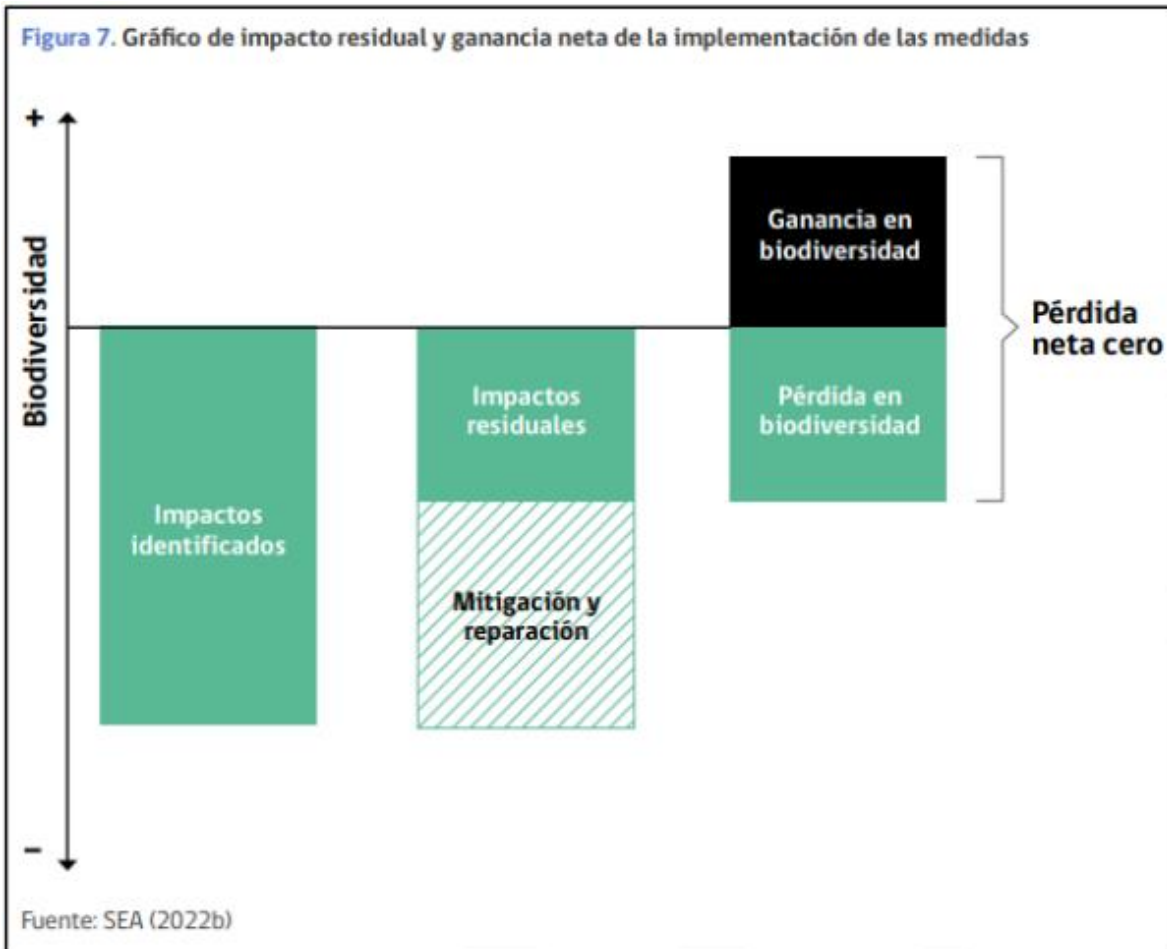 Figura 7. Gráfico de impacto residual y ganancia neta de la implementación de las medidas
+
Biodiversidad
–
Impactos
identificados
Impactos
residuales
Mitigación y
reparación
Ganancia en
biodiversidad
Pérdida en
biodiversidad
Pérdida
neta cero
Fuente: SEA (2022b)